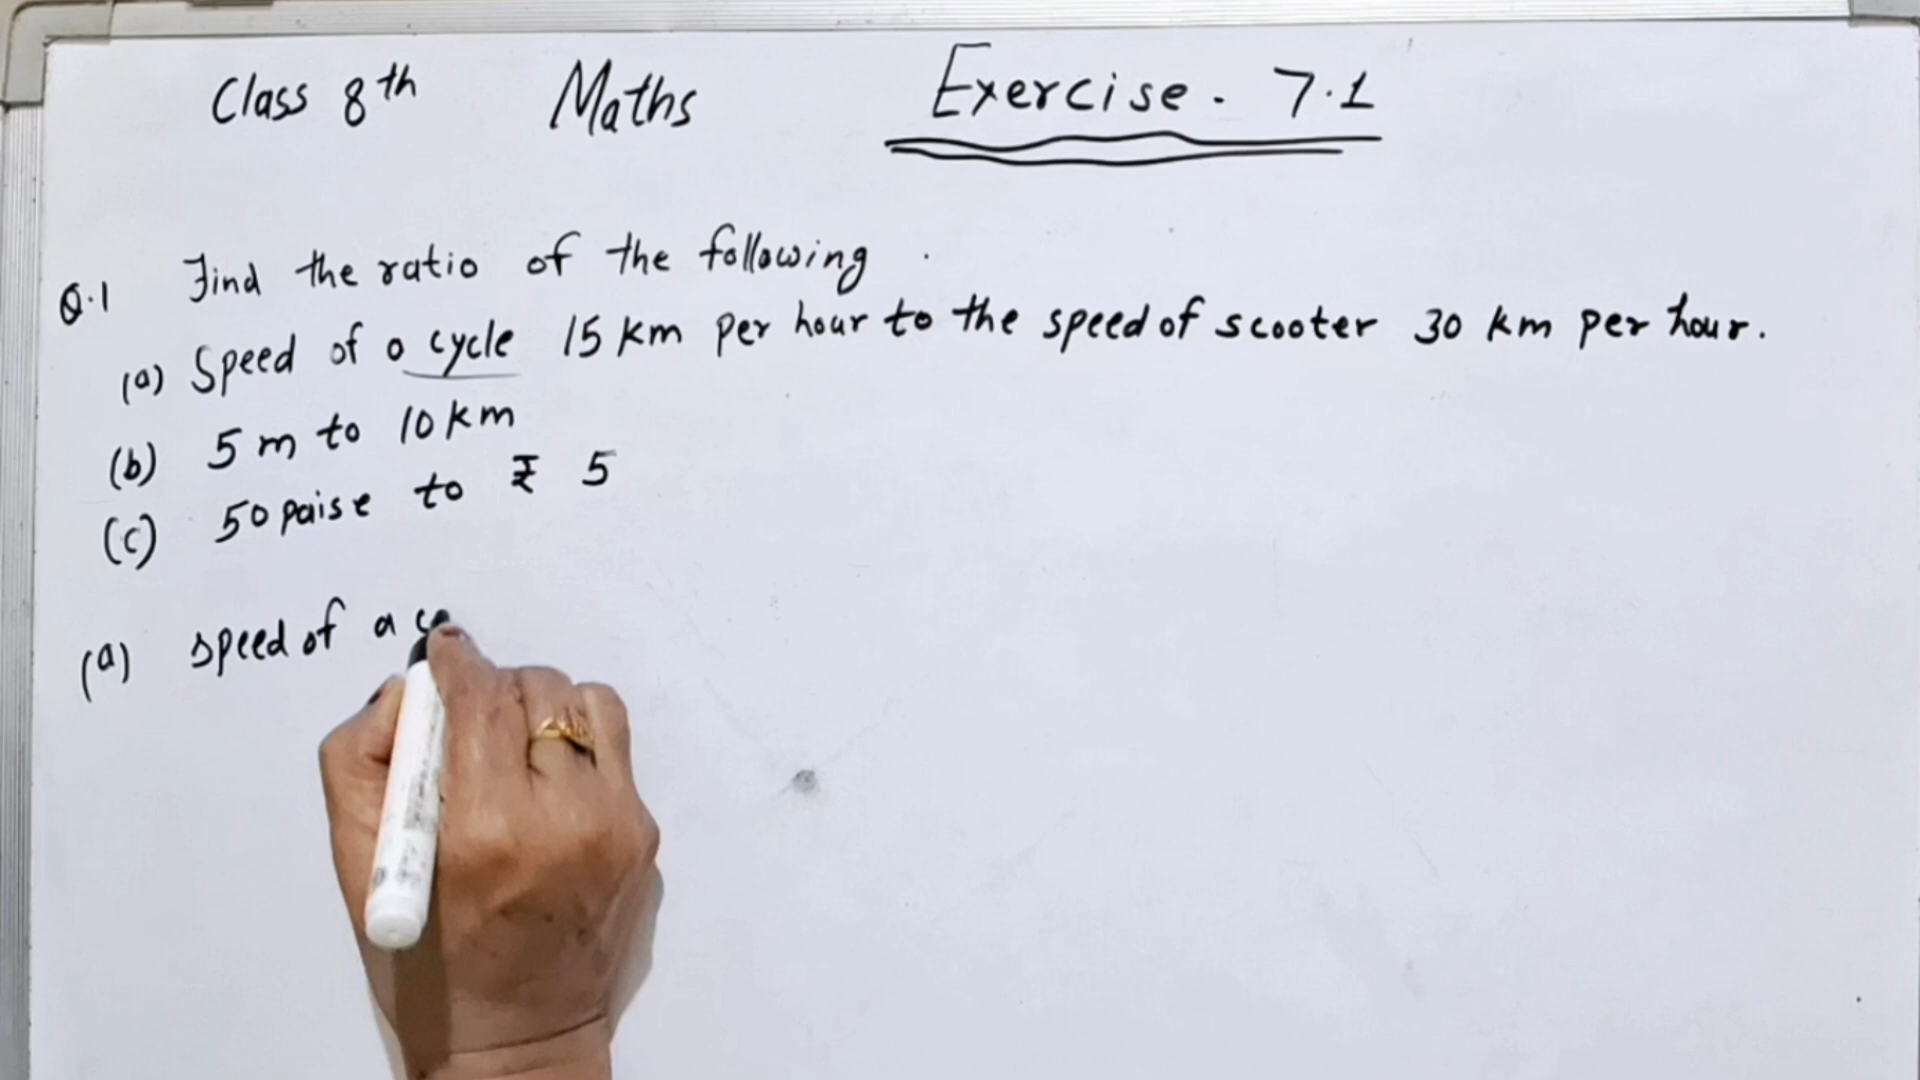 Class 8th Maths Exercise. 7.1
Q.1 Find the ratio of the following.
(a) Speed of a cycle 15 km per hour to the speed of scooter 30 km per hour.
(b) 5 m to 10 km
(c) 50 paise to ₹ 5
(a) speed of a